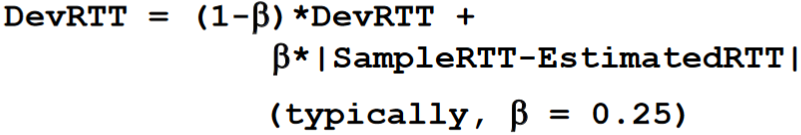 DevRTT = (1-β)*DevRTT +
β*|SampleRTT-EstimatedRTT|
(typically, β = 0.25)